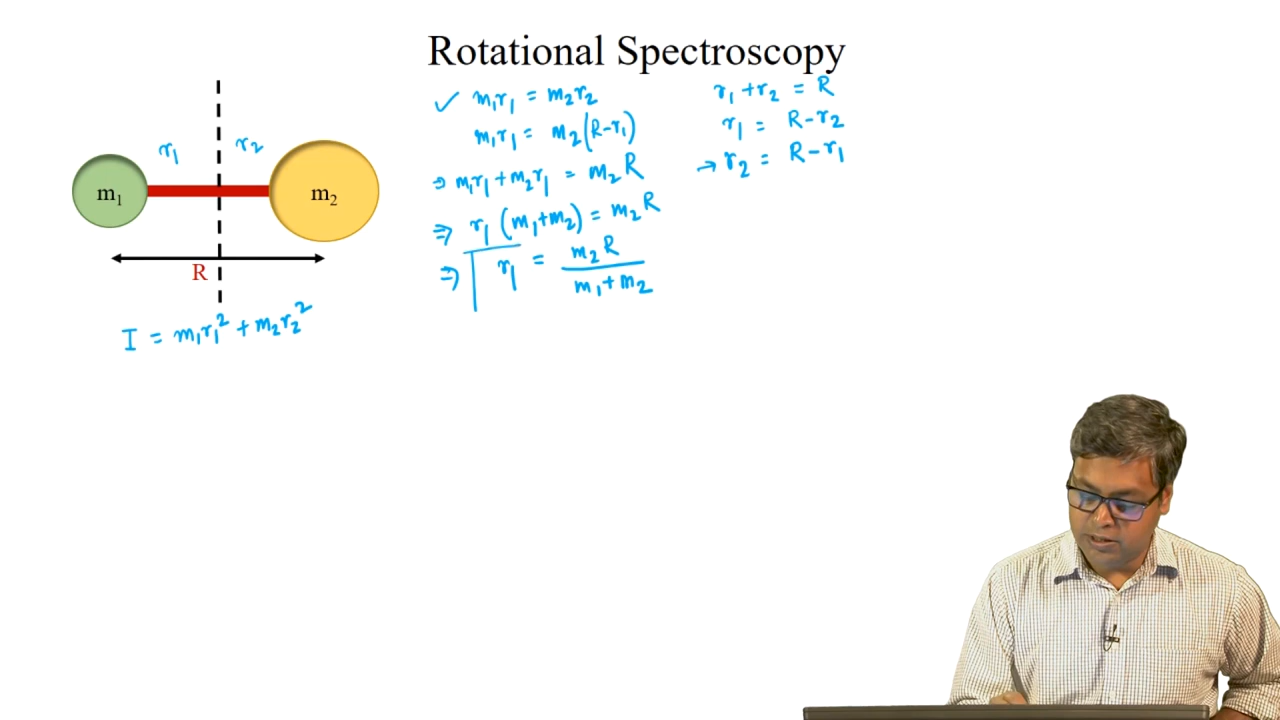 Rotational Spectroscopy
m₁r₁ = m₂r₂
m₁r₁ = m₂(R-r₁)
⇒ m₁r₁ + m₂r₁ = m₂R
⇒ r₁(m₁+m₂) = m₂R
⇒ r₁ = m₂R / m₁+m₂
r₁+r₂ = R
r₁ = R-r₂
→ r₂ = R-r₁
r₁ r₂
m₁ m₂
R
I = m₁r₁² + m₂r₂²